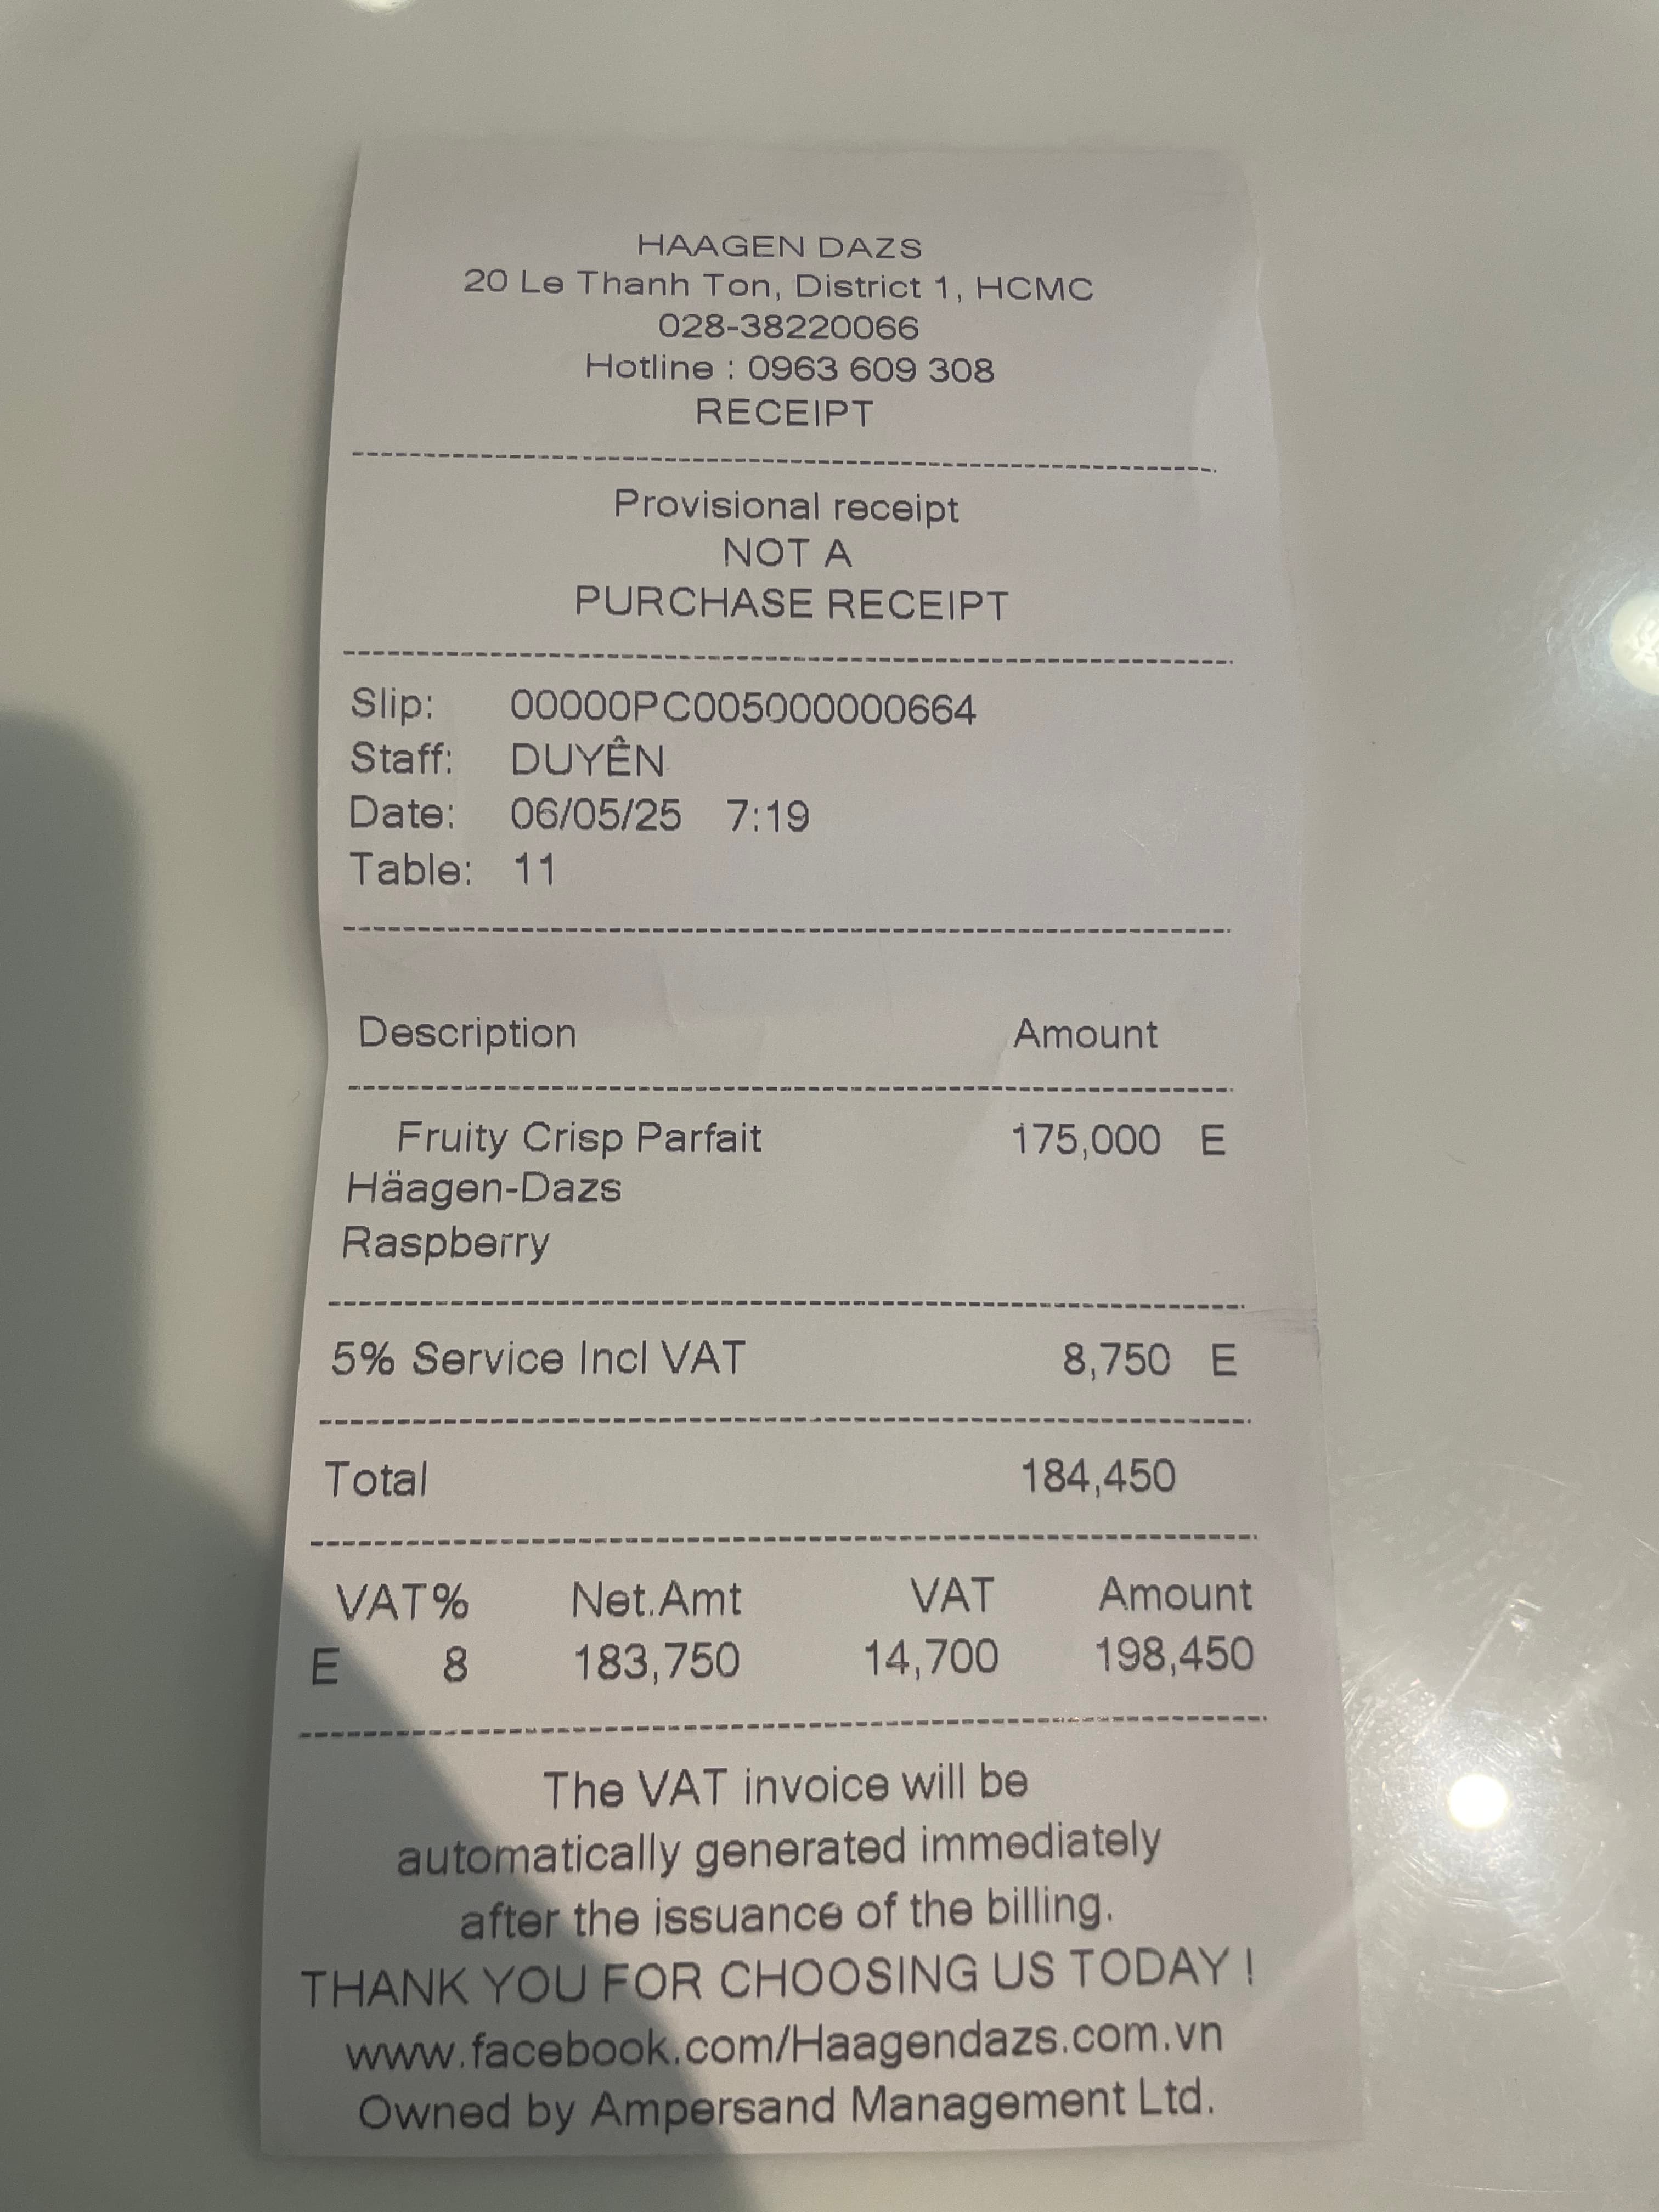 HAAGEN DAZS
20 Le Thanh Ton, District 1, HCMC
028-38220066
Hotline : 0963 609 308
RECEIPT
Provisional receipt
NOT A
PURCHASE RECEIPT
Slip: 00000PC005000000664
Staff: DUYÊN
Date: 06/05/25 7:19
Table: 11
Description Amount
Fruity Crisp Parfait 175,000 E
Häagen-Dazs
Raspberry
5% Service Incl VAT 8,750 E
Total 184,450
VAT% Net.Amt VAT Amount
E 8 183,750 14,700 198,450
The VAT invoice will be
automatically generated immediately
after the issuance of the billing.
THANK YOU FOR CHOOSING US TODAY !
www.facebook.com/Haagendazs.com.vn
Owned by Ampersand Management Ltd.